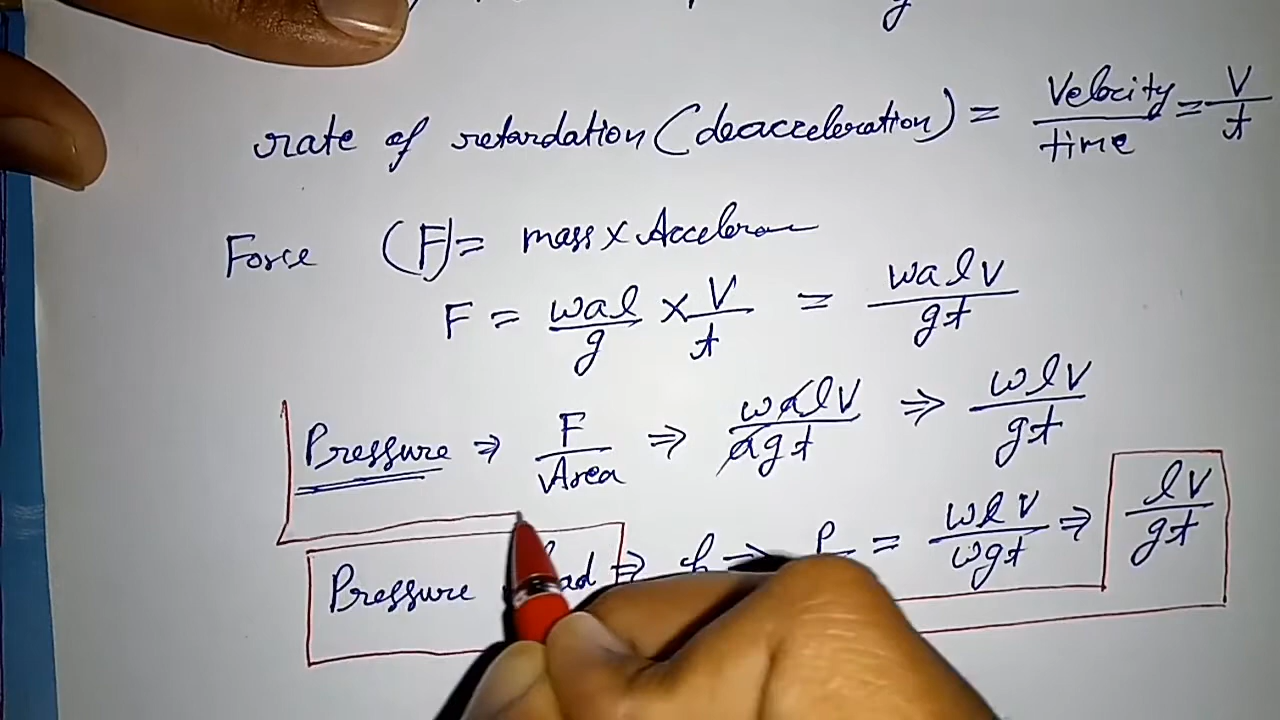 g
rate of retardation (deacceleration) = Velocity/time = V/t
Force (F) = mass x Acceleron
F = wal/g x V/t = walV/gt
Pressure ⇒ F/Area ⇒ walV/agt ⇒ wlV/gt
Pressure ⇒ h ⇒ P = wlV/wgt ⇒ lV/gt